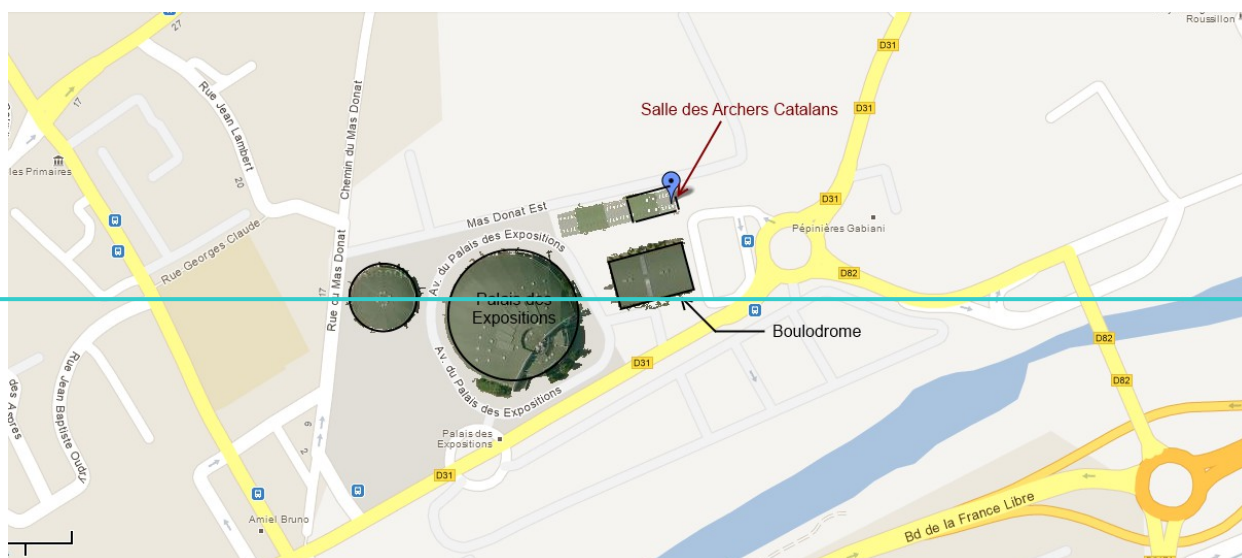 Roussillon
27
17
D31
Rue Jean Lambert
Chemin du Mas Donat
D31
Salle des Archers Catalans
les Primaires
20
Mas Donat Est
D31
Pépinières Gabiani
Rue Georges Claude
Av. du Palais des Expositions
D82
17
Rue du Mas Donat
Palais des
Expositions
Boulodrome
D82
D31
Rue Jean Baptiste Oudry
Av. du Palais des Expositions
D82
6
2
Palais des
Expositions
D31
Amiel Bruno
Bd de la France Libre